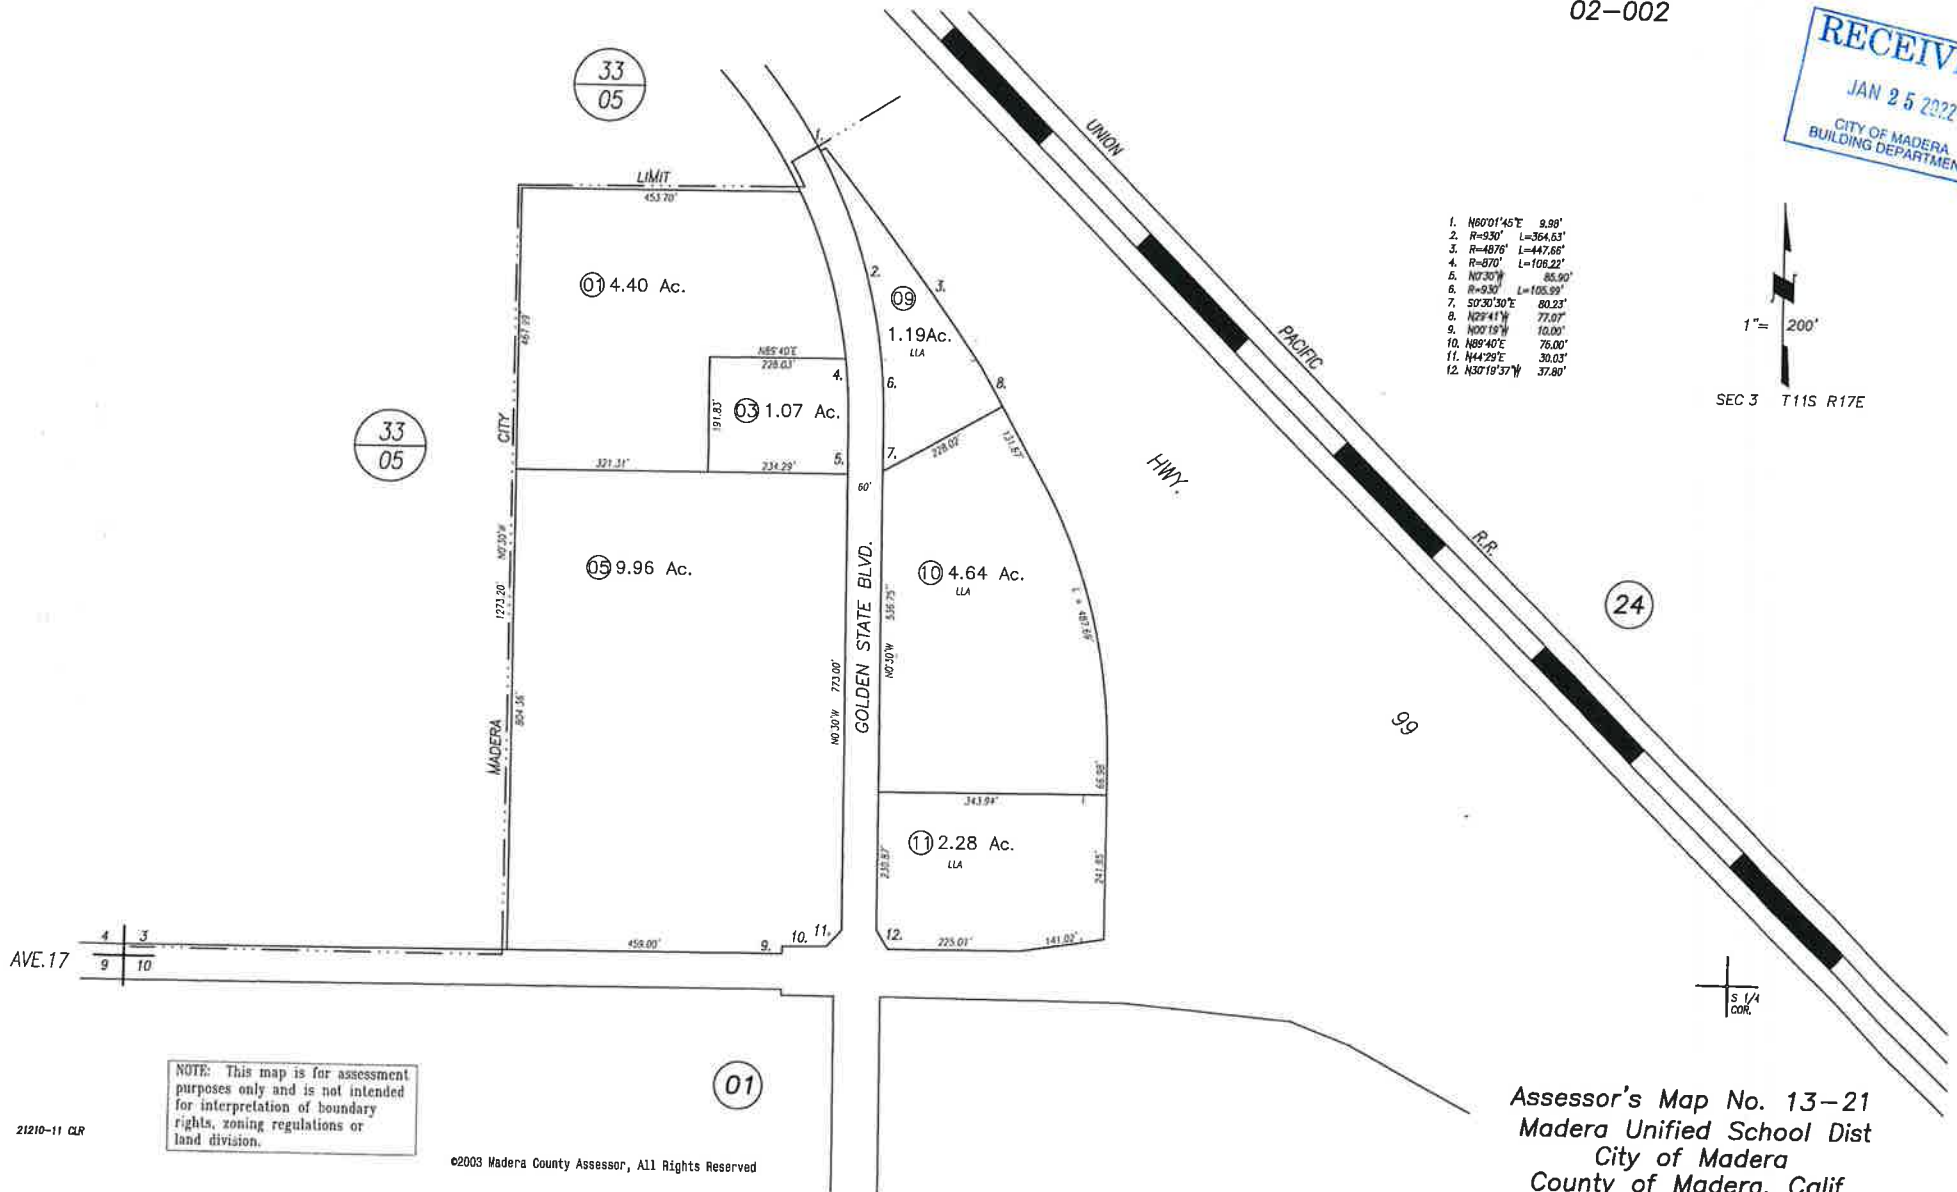 02-002
RECEIV
JAN 25 2022
CITY OF MADERA
BUILDING DEPARTMEN
33
05
UNION
LIMIT
453.70'
1.
1. N60°01'45"E 9.98'
2. R=930' L=364.63'
3. R=4876' L=447.66'
4. R=870' L=106.22'
5. N0°30'W 85.90'
6. R=930' L=105.99'
7. S0°30'30"E 80.23'
8. N29°41'W 77.07'
9. N00°19'W 10.00'
10. N89°40'E 76.00'
11. N44°29'E 30.03'
12. N30°19'37"W 37.80'
1"= 200'
SEC 3 T11S R17E
01 4.40 Ac.
2.
09
3.
1.19Ac.
LLA
467.99
PACIFIC
N89°40'E
228.03'
4.
6.
8.
191.83'
03 1.07 Ac.
33
05
CITY
321.31'
234.29'
5.
7.
228.02'
131.67'
HWY.
60'
R.R.
N0°30'W
1273.20'
05 9.96 Ac.
GOLDEN STATE BLVD.
10 4.64 Ac.
LLA
536.75'
N0°30'W
L = 487.69'
24
MADERA
804.36'
N0°30'W 773.00'
99
66.98'
343.94'
11 2.28 Ac.
LLA
230.87'
241.85'
4 3
AVE.17
9 10
459.00'
9.
10.
11.
12.
225.01'
141.02'
S 1/4
COR.
NOTE: This map is for assessment
purposes only and is not intended
for interpretation of boundary
rights, zoning regulations or
land division.
01
21210-11 CLR
©2003 Madera County Assessor, All Rights Reserved
Assessor's Map No. 13-21
Madera Unified School Dist
City of Madera
County of Madera, Calif